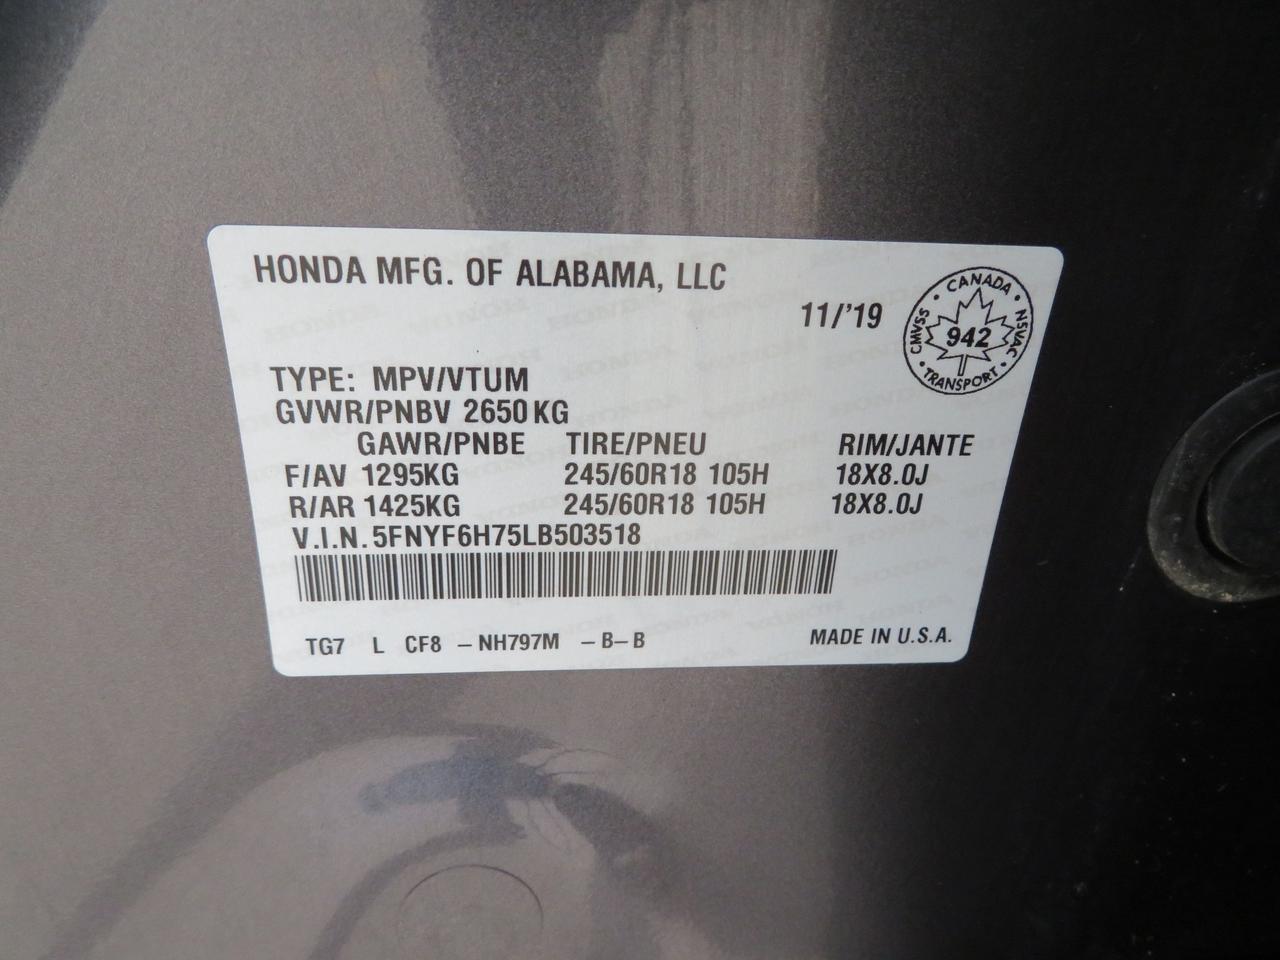 HONDA MFG. OF ALABAMA, LLC
11/'19
CANADA
CMVSS 942 NSVAC
TRANSPORT
TYPE: MPV/VTUM
GVWR/PNBV 2650KG
GAWR/PNBE TIRE/PNEU RIM/JANTE
F/AV 1295KG 245/60R18 105H 18X8.0J
R/AR 1425KG 245/60R18 105H 18X8.0J
V.I.N. 5FNYF6H75LB503518
TG7 L CF8 – NH797M – B – B MADE IN U.S.A.